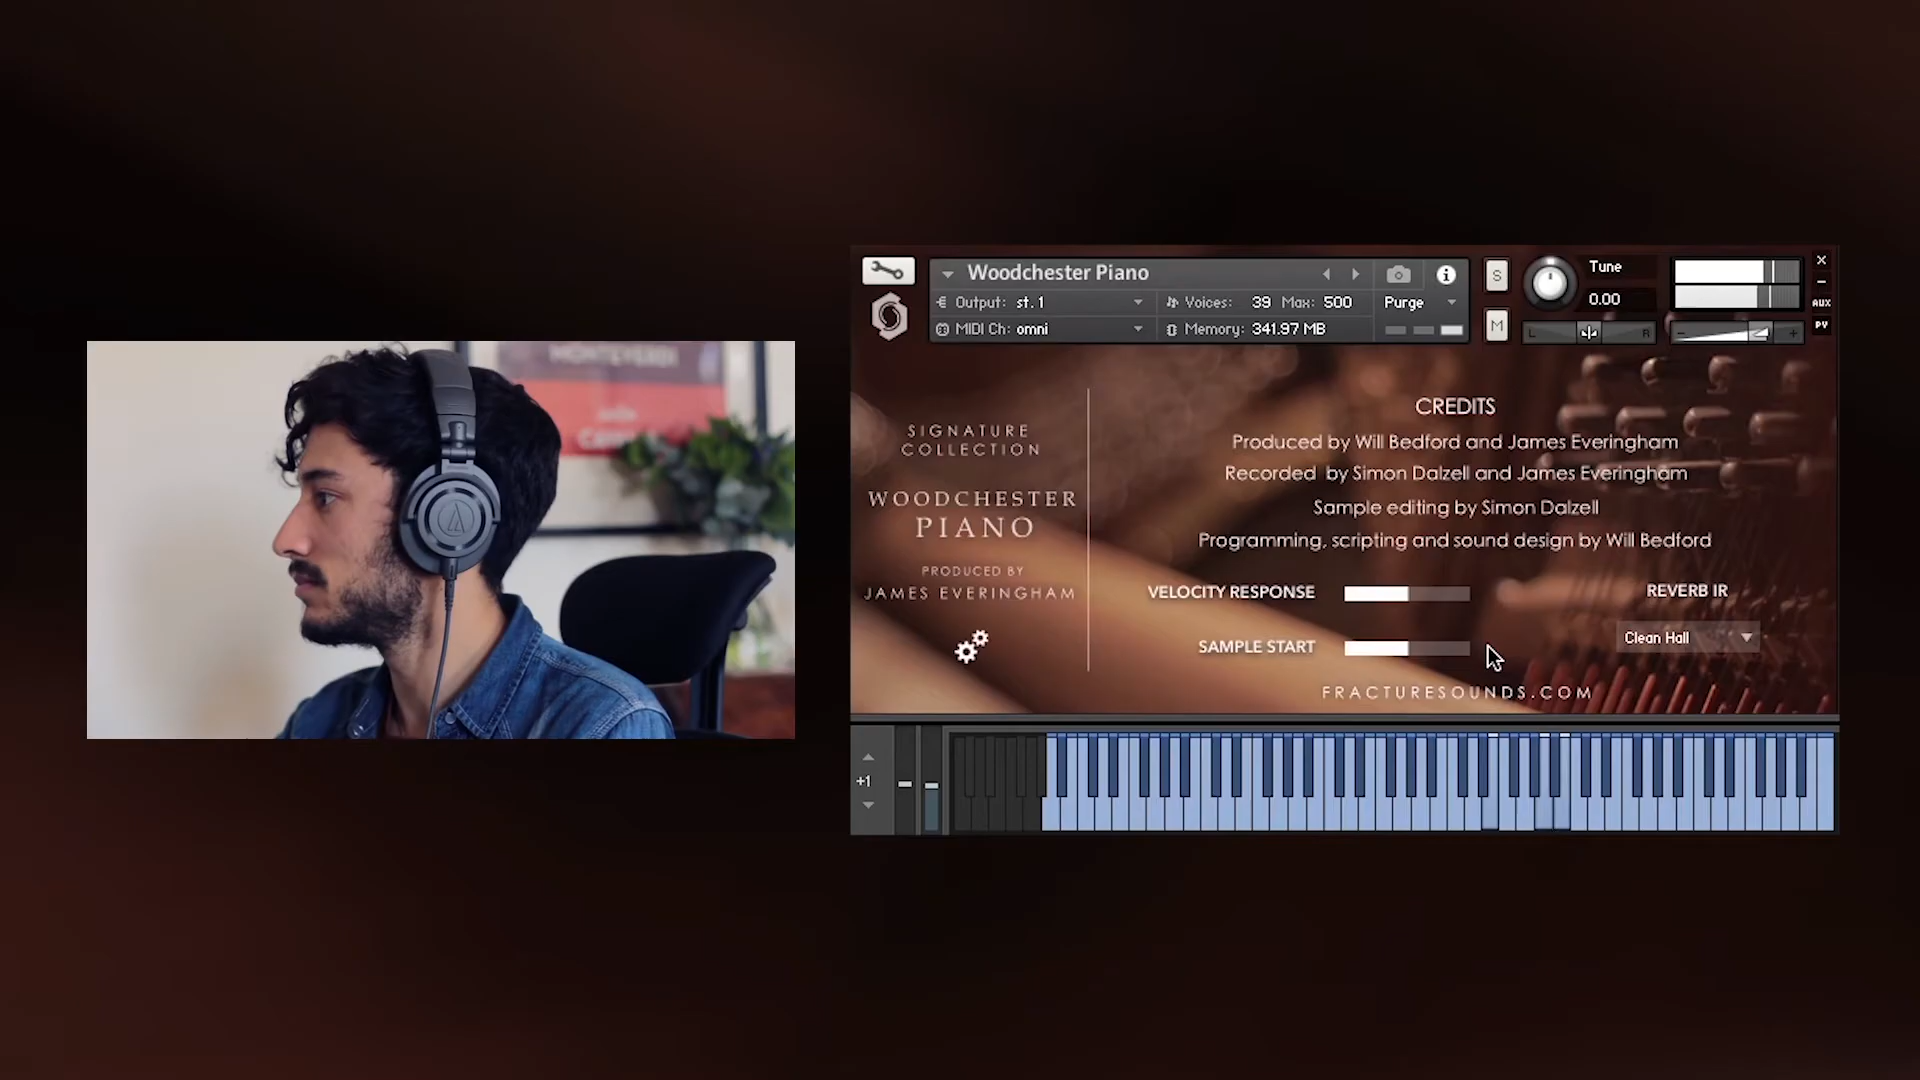 MONTEVERDI
Woodchester Piano
Output: st. 1
Voices: 39 Max: 500
Purge
MIDI Ch: omni
Memory: 341.97 MB
S
M
Tune
0.00
L
R
AUX
PV
SIGNATURE
COLLECTION
WOODCHESTER
PIANO
PRODUCED BY
JAMES EVERINGHAM
CREDITS
Produced by Will Bedford and James Everingham
Recorded by Simon Dalzell and James Everingham
Sample editing by Simon Dalzell
Programming, scripting and sound design by Will Bedford
VELOCITY RESPONSE
REVERB IR
SAMPLE START
Clean Hall
FRACTURESOUNDS.COM
+1